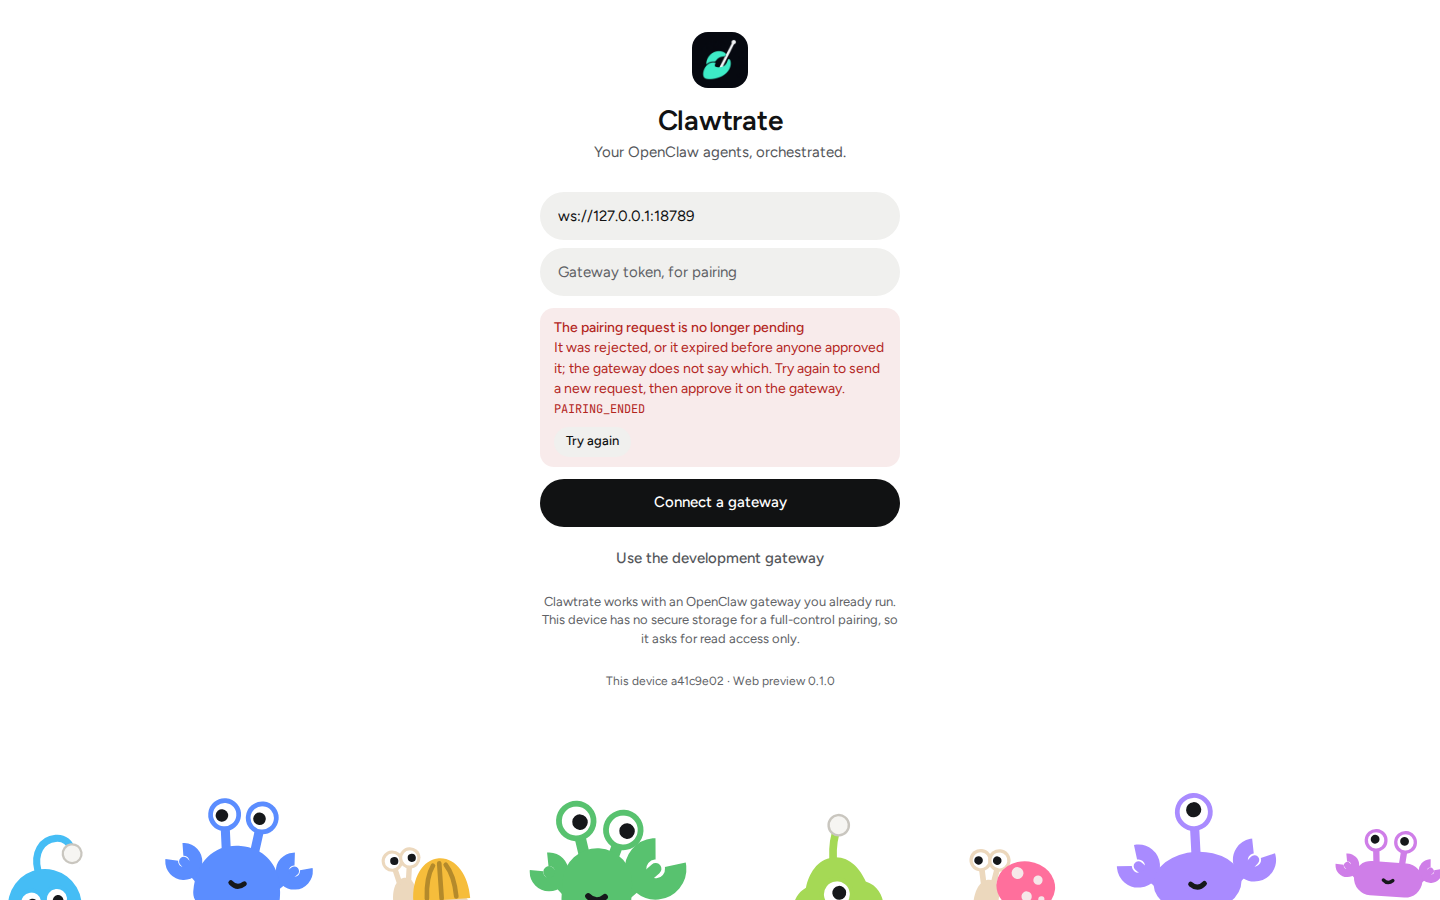 Clawtrate
Your OpenClaw agents, orchestrated.
ws://127.0.0.1:18789
Gateway token, for pairing
The pairing request is no longer pending
It was rejected, or it expired before anyone approved
it; the gateway does not say which. Try again to send
a new request, then approve it on the gateway.
PAIRING_ENDED
Try again
Connect a gateway
Use the development gateway
Clawtrate works with an OpenClaw gateway you already run.
This device has no secure storage for a full-control pairing, so
it asks for read access only.
This device a41c9e02 · Web preview 0.1.0